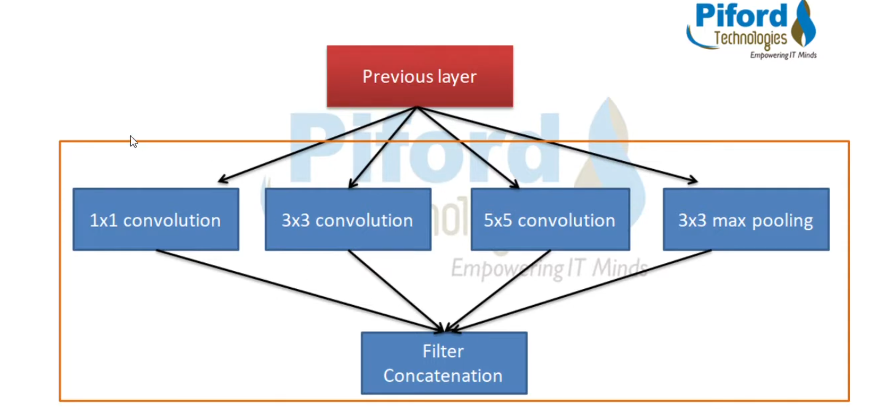 Piford
Technologies
Empowering IT Minds
Previous layer
Piford
1x1 convolution
3x3 convolution
5x5 convolution
3x3 max pooling
Empowering IT Minds
Filter
Concatenation